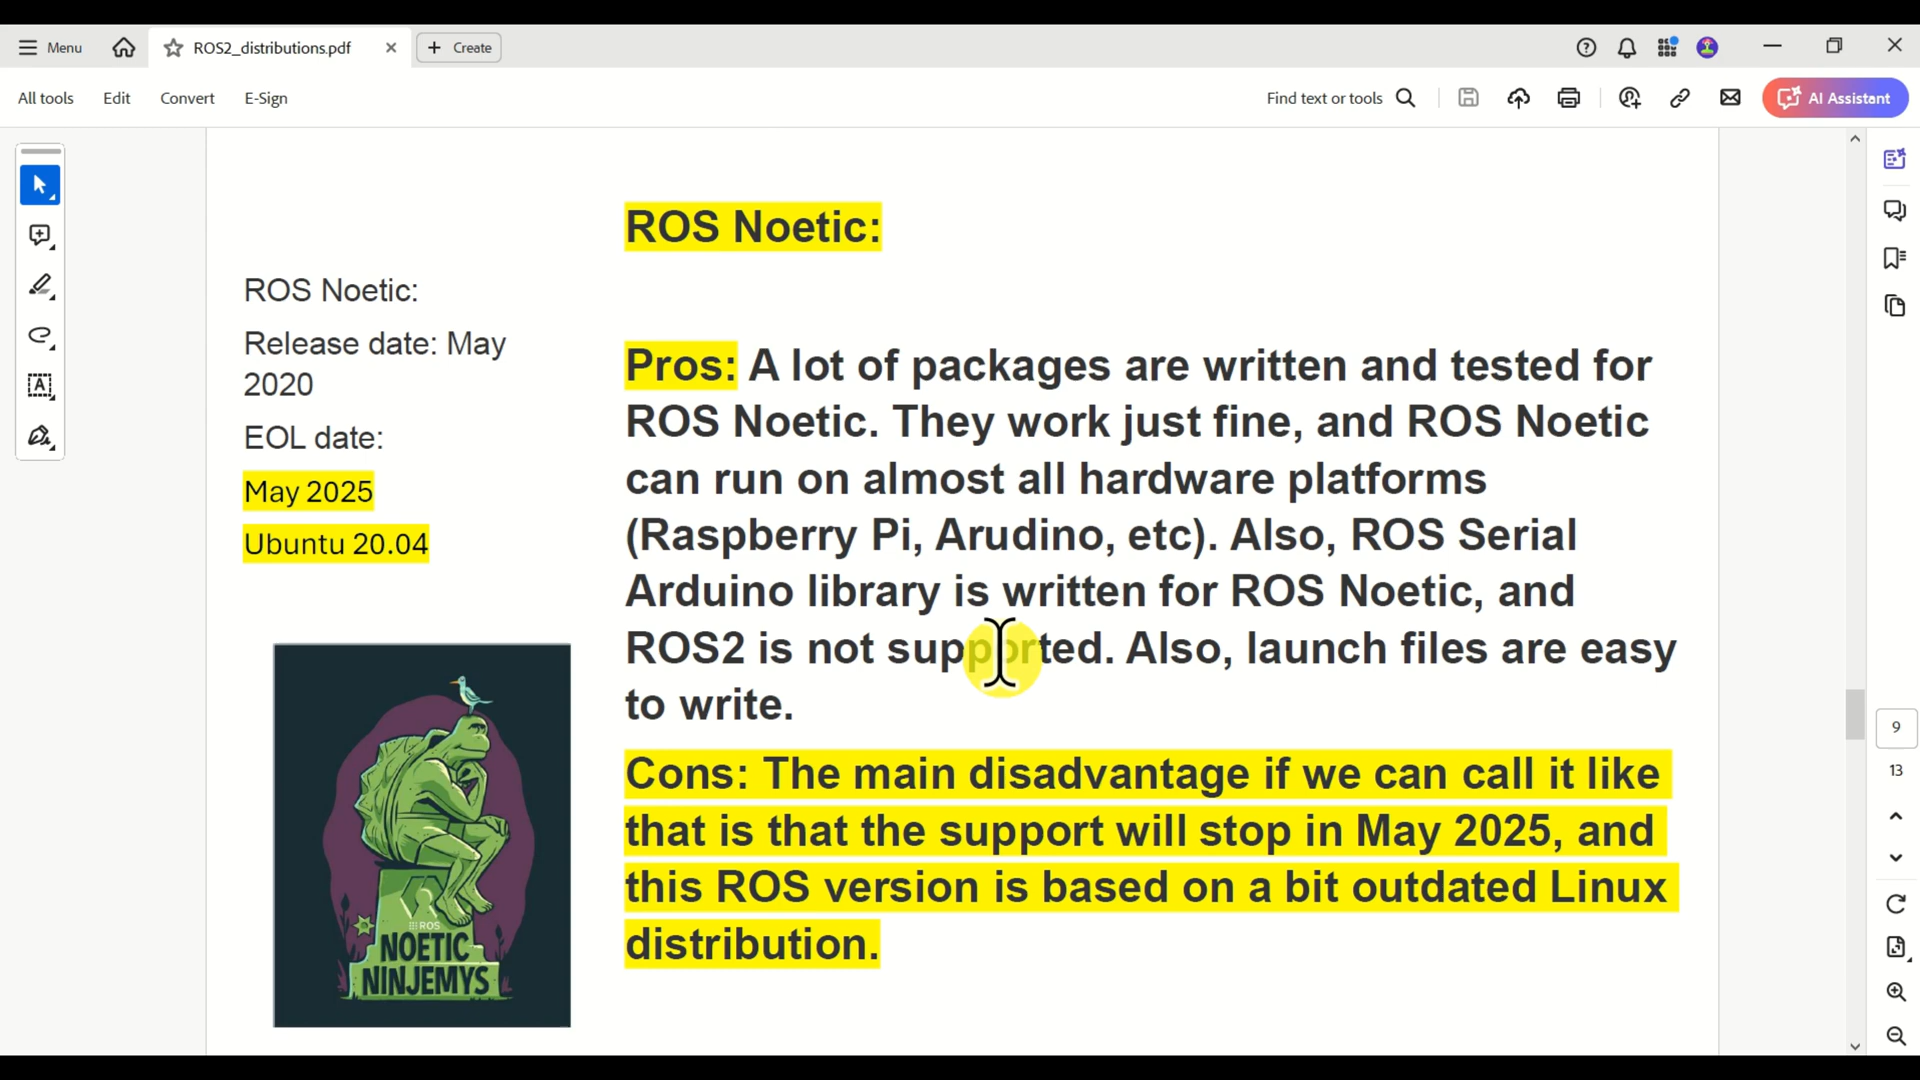 Menu
ROS2_distributions.pdf
Create
All tools
Edit
Convert
E-Sign
Find text or tools
AI Assistant
ROS Noetic:
ROS Noetic:
Release date: May
2020
EOL date:
May 2025
Ubuntu 20.04
Pros: A lot of packages are written and tested for
ROS Noetic. They work just fine, and ROS Noetic
can run on almost all hardware platforms
(Raspberry Pi, Arudino, etc). Also, ROS Serial
Arduino library is written for ROS Noetic, and
ROS2 is not supported. Also, launch files are easy
to write.
Cons: The main disadvantage if we can call it like
that is that the support will stop in May 2025, and
this ROS version is based on a bit outdated Linux
distribution.
ROS
NOETIC
NINJEMYS
9
13